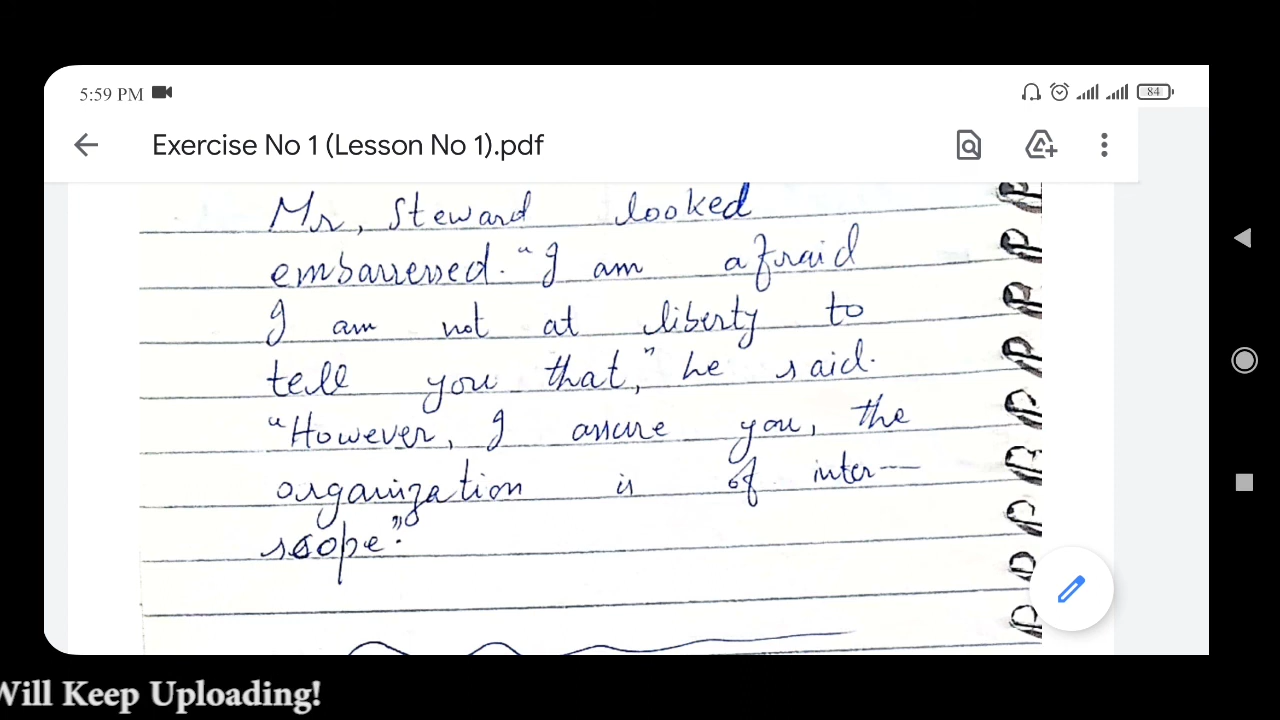 5:59 PM
84
Exercise No 1 (Lesson No 1).pdf
Mr, Steward looked
embarressed. "I am afraid
I am not at liberty to
tell you that," he said.
"However, I assure you, the
organization is of inter---
scope."
Will Keep Uploading!